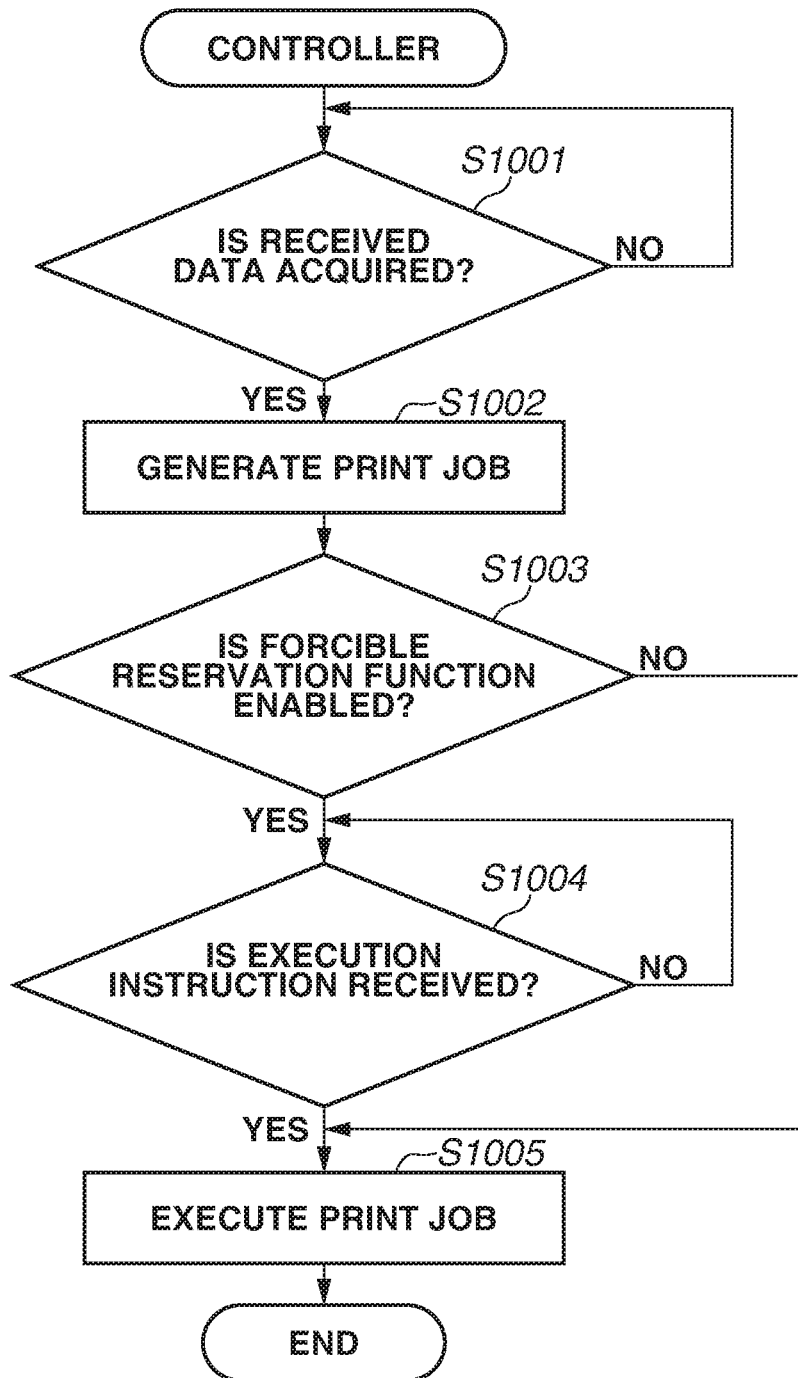 CONTROLLER
S1001
IS RECEIVED
DATA ACQUIRED?
NO
YES
S1002
GENERATE PRINT JOB
S1003
IS FORCIBLE
RESERVATION FUNCTION
ENABLED?
NO
YES
S1004
IS EXECUTION
INSTRUCTION RECEIVED?
NO
YES
S1005
EXECUTE PRINT JOB
END